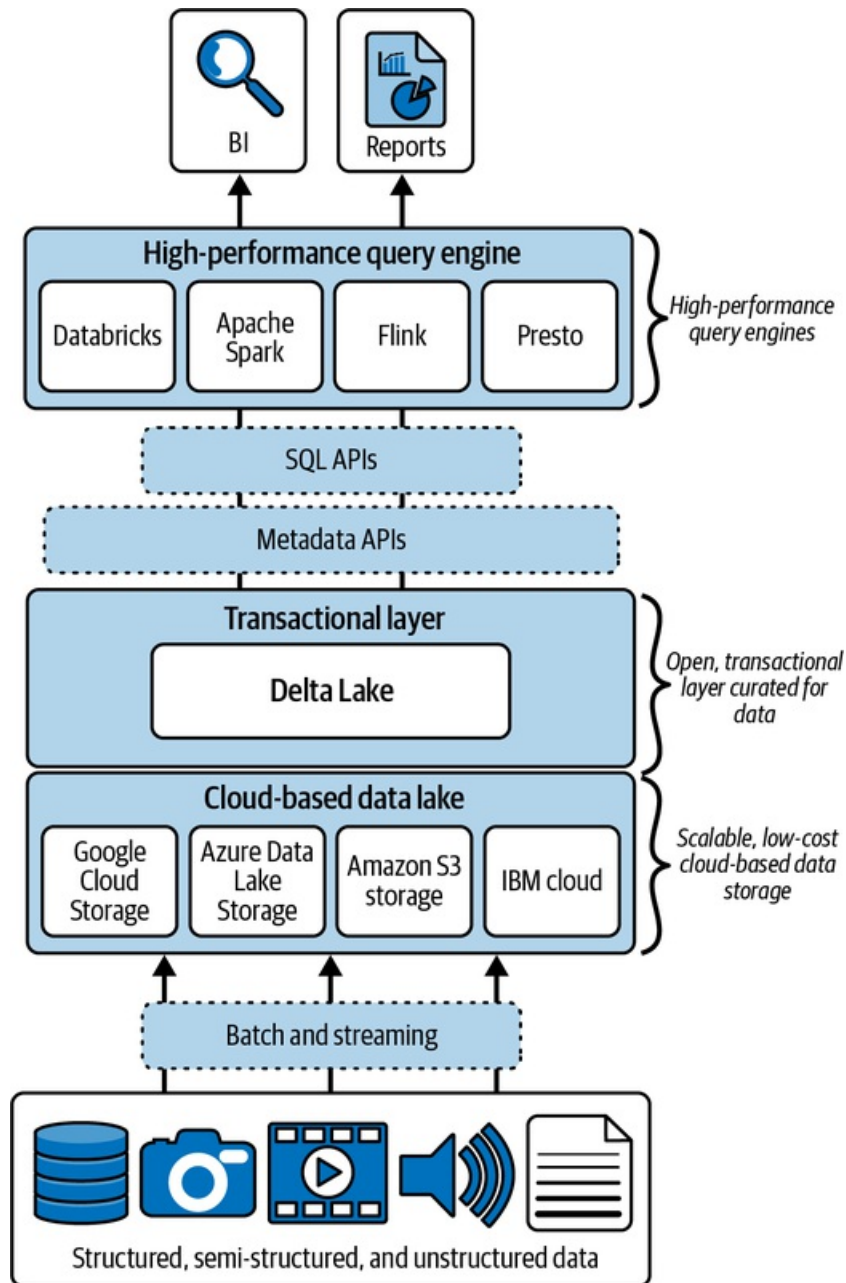 BI
Reports
High-performance query engine
Databricks
Apache
Spark
Flink
Presto
High-performance
query engines
SQL APIs
Metadata APIs
Transactional layer
Delta Lake
Open, transactional
layer curated for
data
Cloud-based data lake
Google
Cloud
Storage
Azure Data
Lake
Storage
Amazon S3
storage
IBM cloud
Scalable, low-cost
cloud-based data
storage
Batch and streaming
Structured, semi-structured, and unstructured data